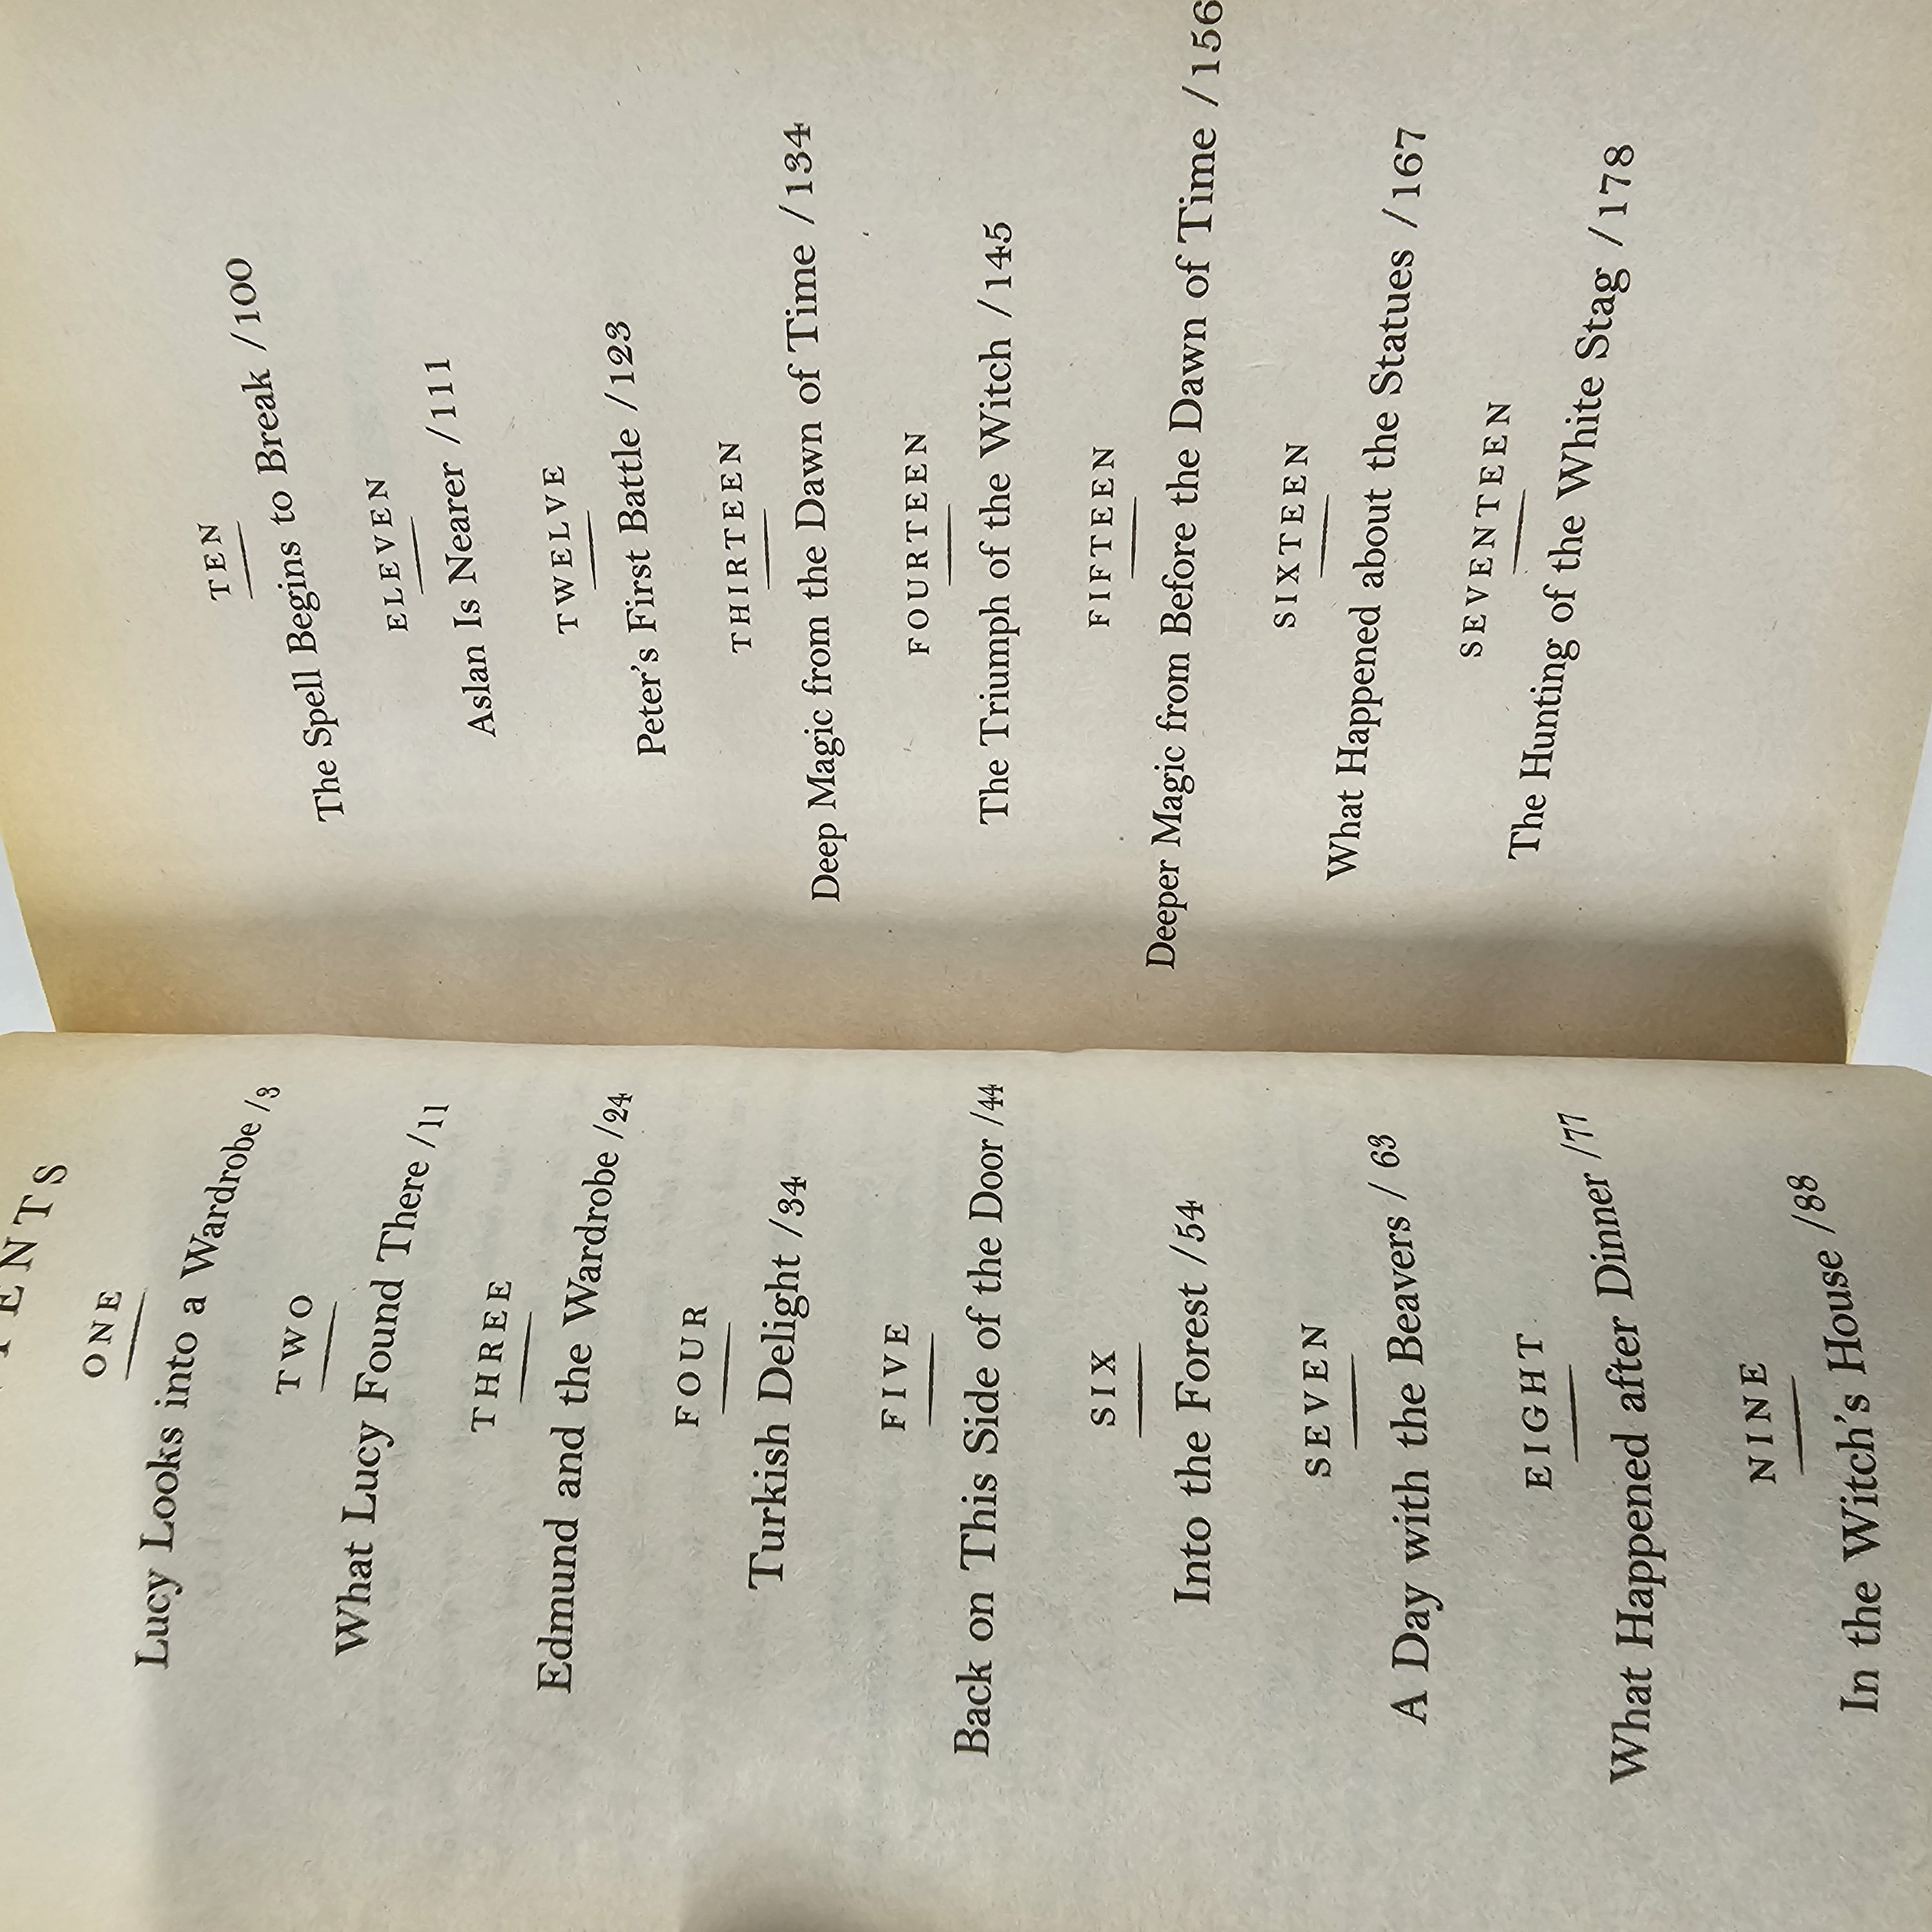 TENTS
ONE
Lucy Looks into a Wardrobe /3
TWO
What Lucy Found There /11
THREE
Edmund and the Wardrobe /24
FOUR
Turkish Delight /34
FIVE
Back on This Side of the Door /44
SIX
Into the Forest /54
SEVEN
A Day with the Beavers / 63
EIGHT
What Happened after Dinner /77
NINE
In the Witch's House /88
TEN
The Spell Begins to Break /100
ELEVEN
Aslan Is Nearer /111
TWELVE
Peter's First Battle /123
THIRTEEN
Deep Magic from the Dawn of Time /134
FOURTEEN
The Triumph of the Witch /145
FIFTEEN
Deeper Magic from Before the Dawn of Time /156
SIXTEEN
What Happened about the Statues /167
SEVENTEEN
The Hunting of the White Stag /178